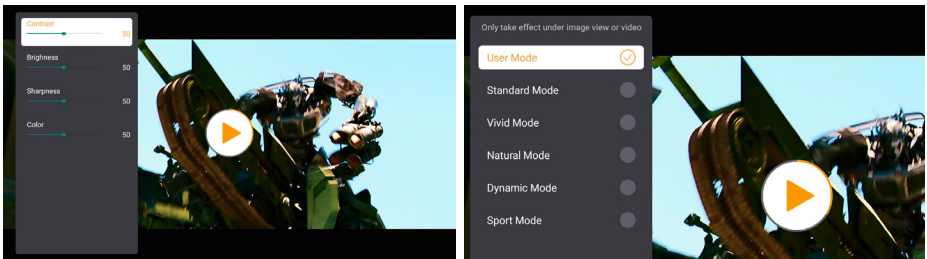 Contrast
50
Brighness
50
Sharpness
50
Color
50
Only take effect under image view or video
User Mode
Standard Mode
Vivid Mode
Natural Mode
Dynamic Mode
Sport Mode